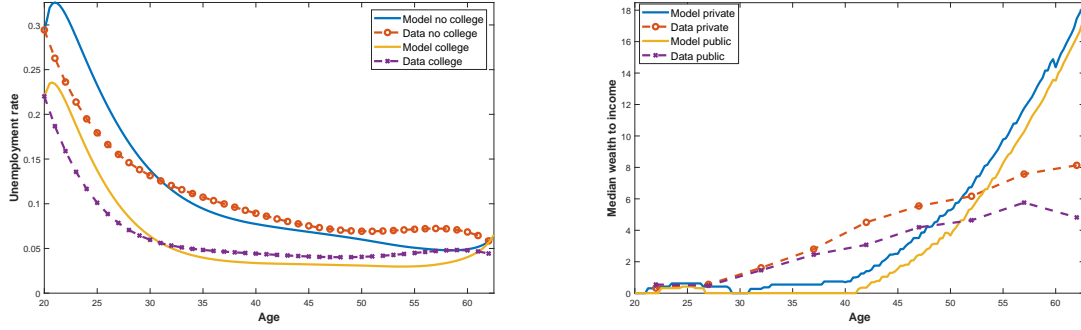 Unemployment rate
0.3
0.25
0.2
0.15
0.1
0.05
0
20 25 30 35 40 45 50 55 60
Age
Model no college
Data no college
Model college
Data college
Median wealth to income
18
16
14
12
10
8
6
4
2
0
20 25 30 35 40 45 50 55 60
Age
Model private
Data private
Model public
Data public